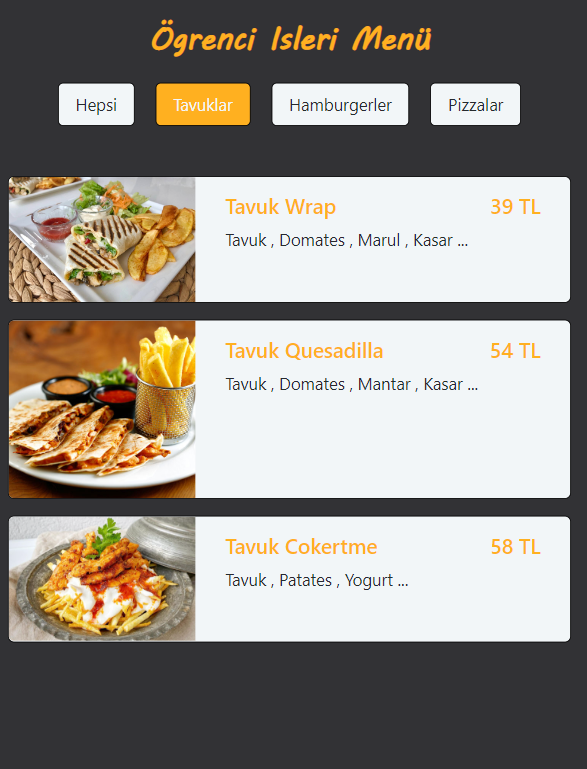 Ögrenci Isleri Menü
Hepsi
Tavuklar
Hamburgerler
Pizzalar
Tavuk Wrap
39 TL
Tavuk , Domates , Marul , Kasar ...
Tavuk Quesadilla
54 TL
Tavuk , Domates , Mantar , Kasar ...
Tavuk Cokertme
58 TL
Tavuk , Patates , Yogurt ...